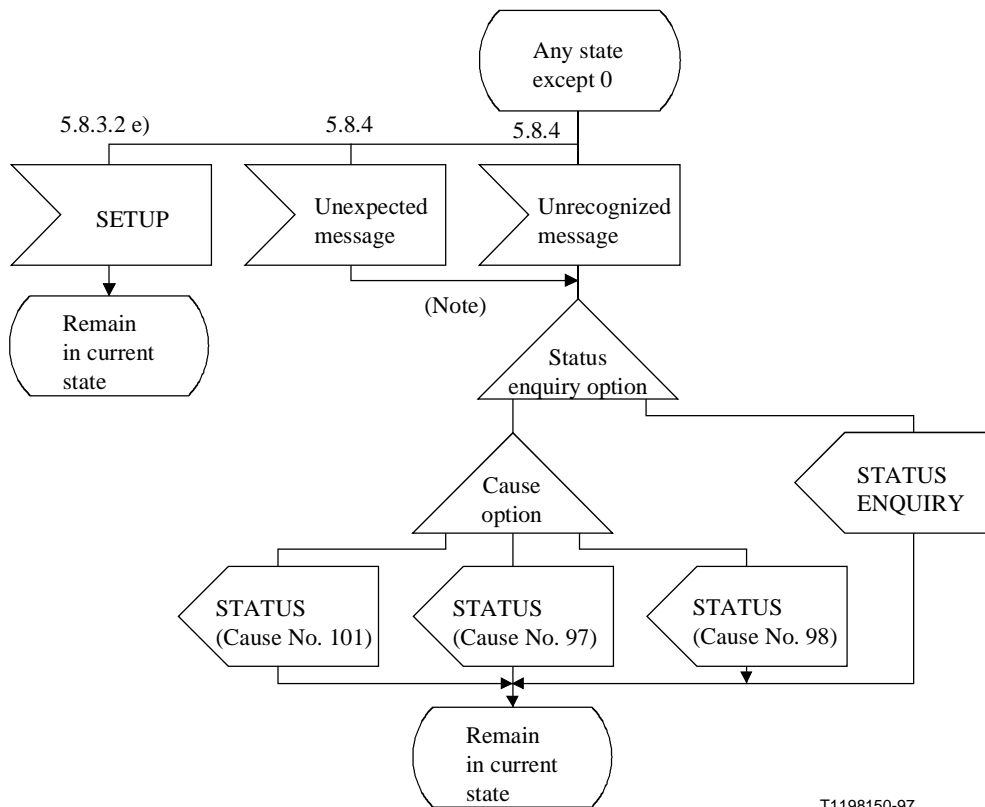 Any state
except 0
5.8.3.2 e)
5.8.4
5.8.4
SETUP
Unexpected
message
Unrecognized
message
(Note)
Remain
in current
state
Status
enquiry option
Cause
option
STATUS
ENQUIRY
STATUS
(Cause No. 101)
STATUS
(Cause No. 97)
STATUS
(Cause No. 98)
Remain
in current
state
T1198150-97